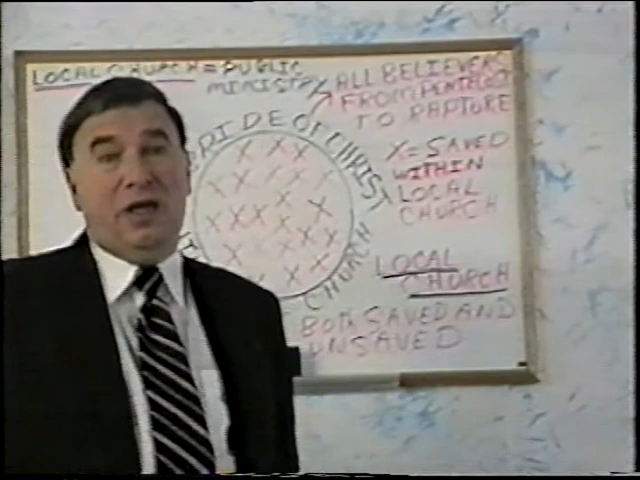 LOCAL CHURCH = PUBLIC
MINISTRY
ALL BELIEVERS
FROM PENTECOST
TO RAPTURE
BRIDE OF CHRIST
X = SAVED
WITHIN
LOCAL
CHURCH
CHURCH
LOCAL
CHURCH
BOTH SAVED AND
UNSAVED